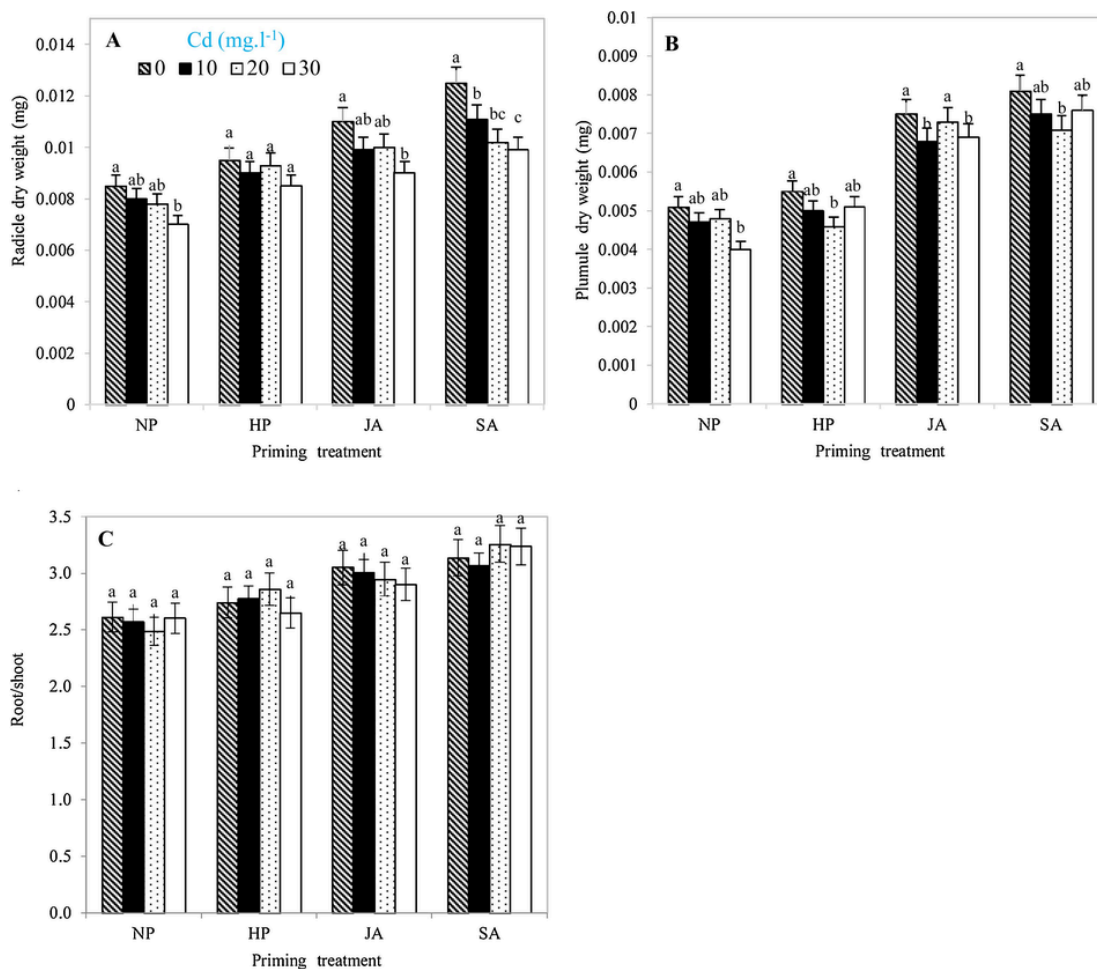 A
Cd (mg.l-1)
0 10 20 30
Radicle dry weight (mg)
0.014
0.012
0.01
0.008
0.006
0.004
0.002
0
a ab ab b
a a a a
a ab ab b
a b bc c
NP HP JA SA
Priming treatment
B
Plumule dry weight (mg)
0.01
0.009
0.008
0.007
0.006
0.005
0.004
0.003
0.002
0.001
0
a ab ab b
a ab b ab
a b a b
a ab b ab
NP HP JA SA
Priming treatment
C
Root/shoot
3.5
3.0
2.5
2.0
1.5
1.0
0.5
0.0
a a a a
a a a a
a a a a
a a a a
NP HP JA SA
Priming treatment